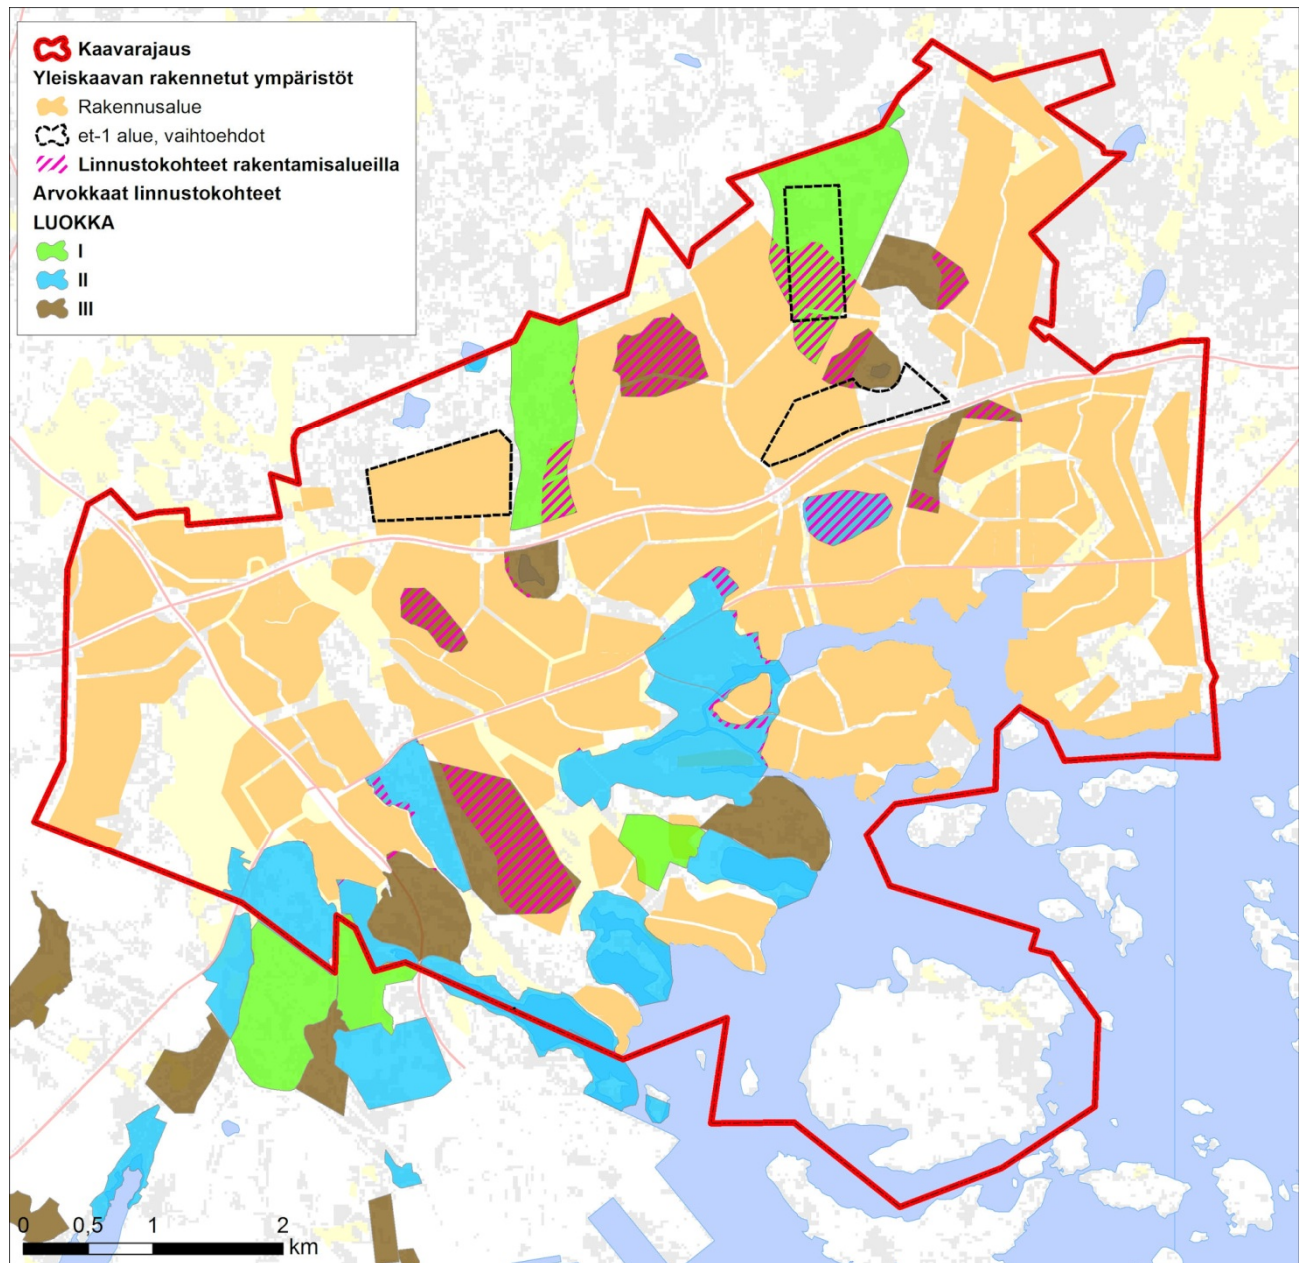 Kaavarajaus
Yleiskaavan rakennetut ympäristöt
Rakennusalue
et-1 alue, vaihtoehdot
Linnustokohteet rakentamisalueilla
Arvokkaat linnustokohteet
LUOKKA
I
II
III
0 0,5 1 2
km